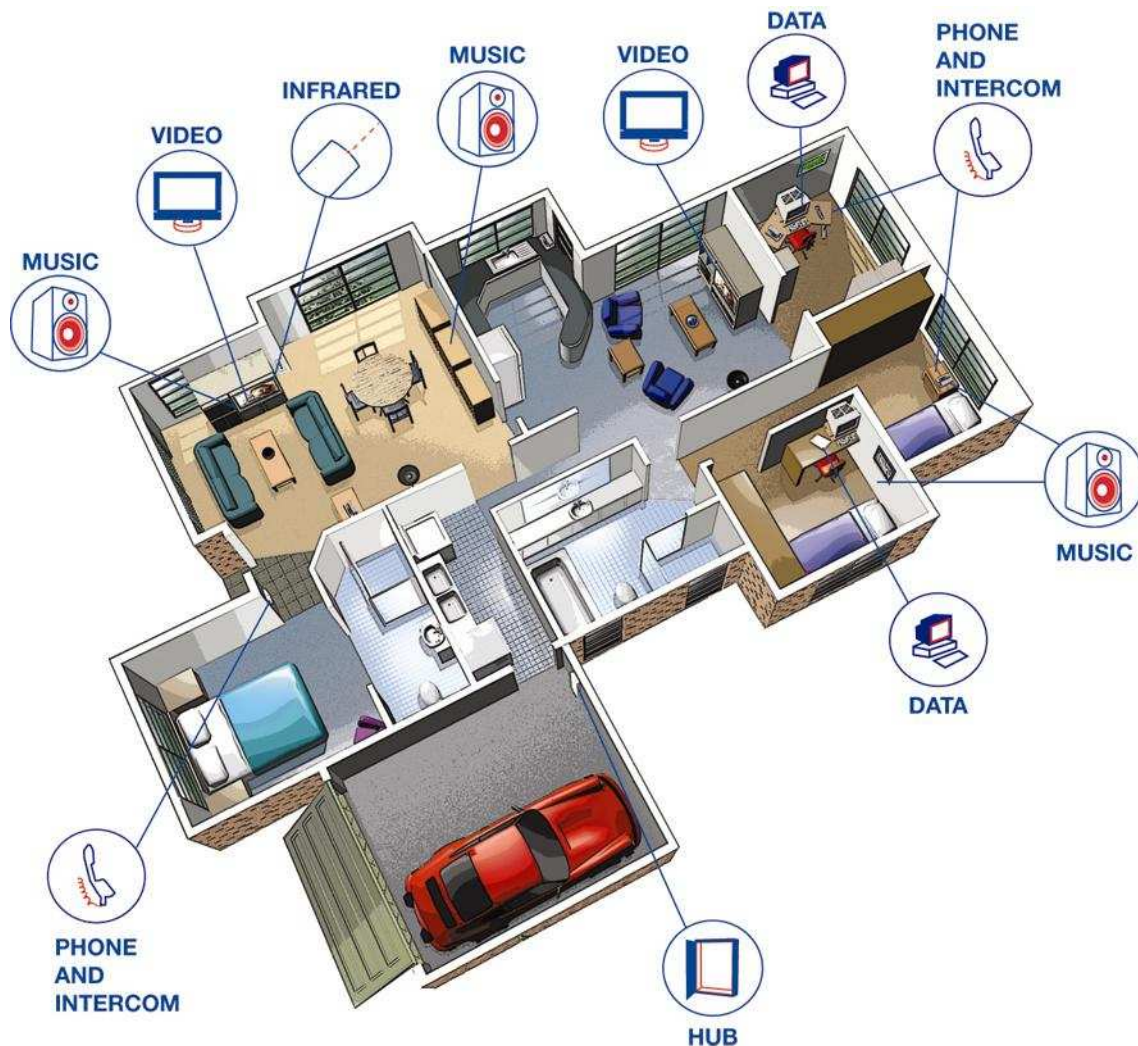 DATA
PHONE
AND
INTERCOM
VIDEO
MUSIC
INFRARED
VIDEO
MUSIC
MUSIC
DATA
PHONE
AND
INTERCOM
HUB